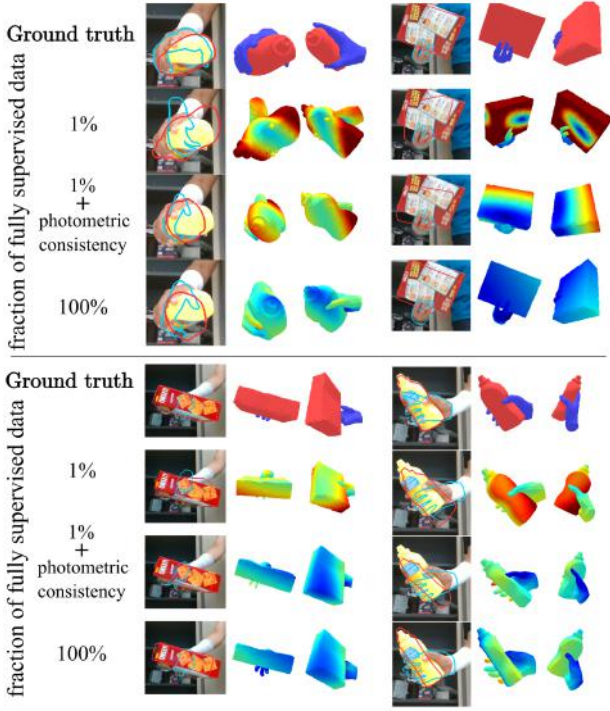 Ground truth
1%
1%
+
photometric
consistency
100%
fraction of fully supervised data
Ground truth
1%
1%
+
photometric
consistency
100%
fraction of fully supervised data